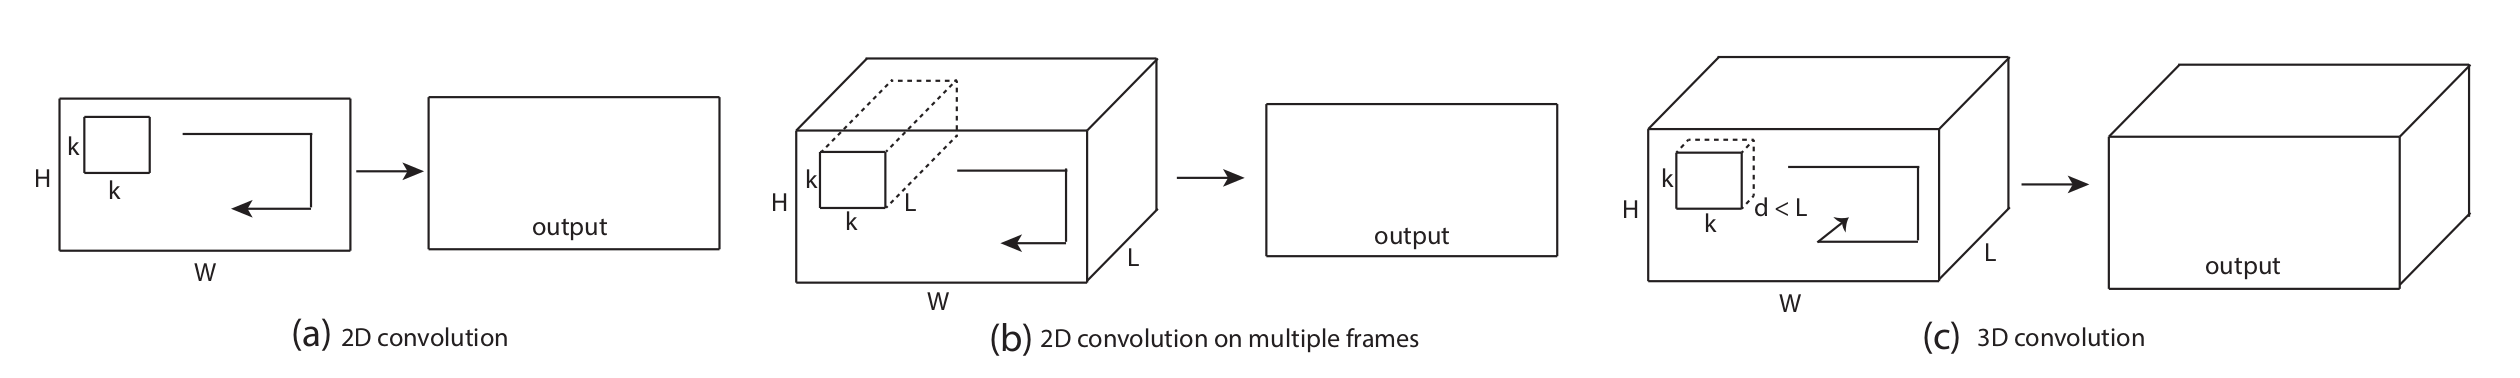 k
H
k
W
output
(a) 2D convolution
k
H
k
L
L
W
output
(b) 2D convolution on multiple frames
k
H
k
d < L
L
W
output
(c) 3D convolution